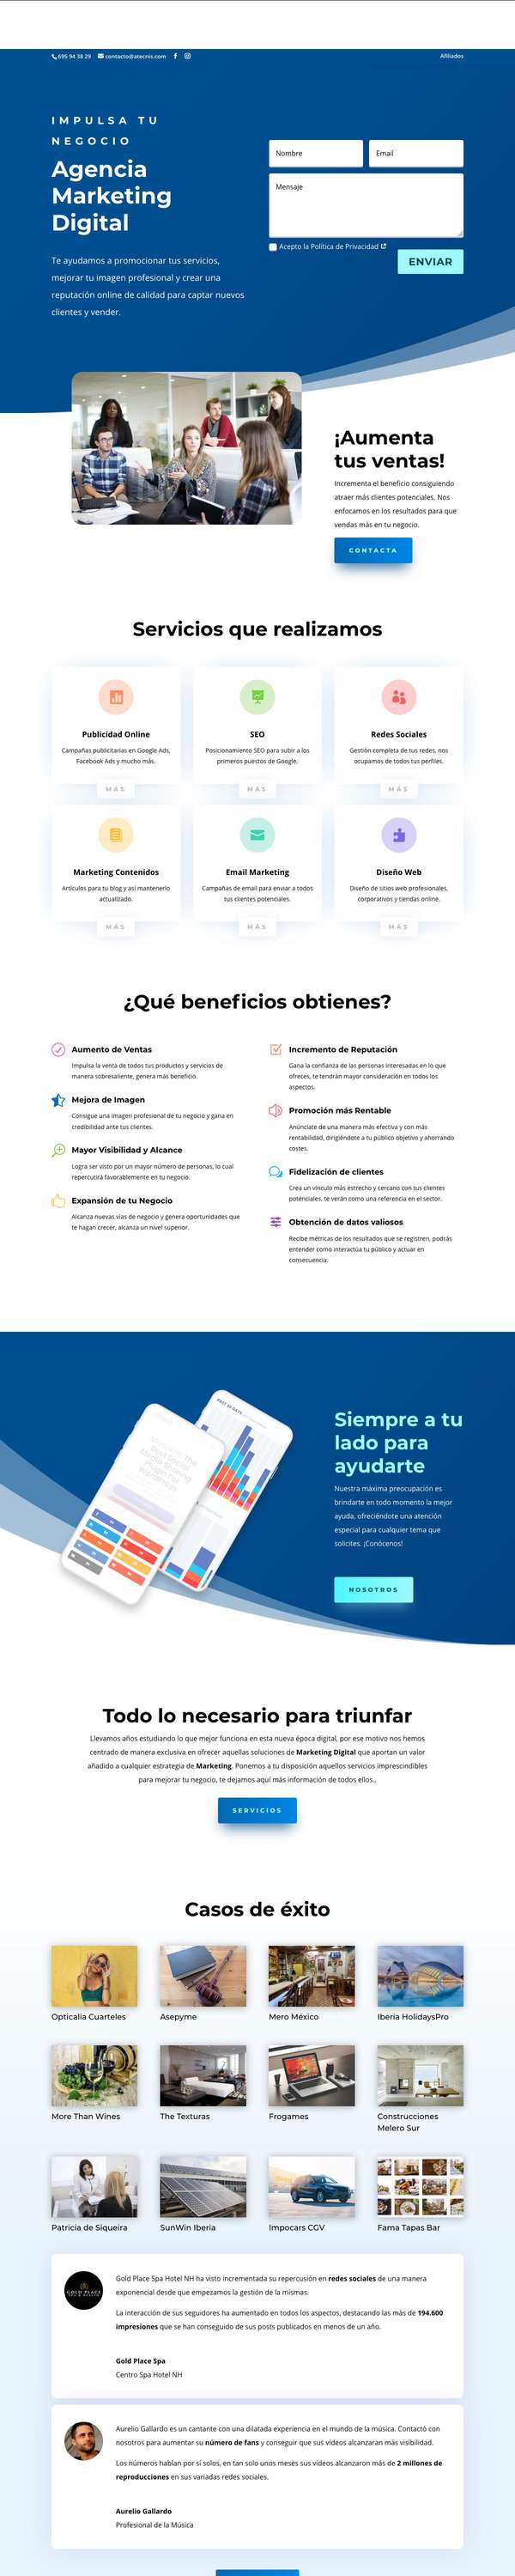 695 94 38 29 contacto@atecnis.com Afiliados
IMPULSA TU
NEGOCIO
Agencia
Marketing
Digital
Te ayudamos a promocionar tus servicios,
mejorar tu imagen profesional y crear una
reputación online de calidad para captar nuevos
clientes y vender.
Nombre
Email
Mensaje
Acepto la Política de Privacidad
ENVIAR
¡Aumenta
tus ventas!
Incrementa el beneficio consiguiendo
atraer más clientes potenciales. Nos
enfocamos en los resultados para que
vendas más en tu negocio.
CONTACTA
Servicios que realizamos
Publicidad Online
Campañas publicitarias en Google Ads,
Facebook Ads y mucho más.
MÁS
SEO
Posicionamiento SEO para subir a los
primeros puestos de Google.
MÁS
Redes Sociales
Gestión completa de tus redes, nos
ocupamos de todos tus perfiles.
MÁS
Marketing Contenidos
Artículos para tu blog y así mantenerlo
actualizado.
MÁS
Email Marketing
Campañas de email para enviar a todos
tus clientes potenciales.
MÁS
Diseño Web
Diseño de sitios web profesionales,
corporativos y tiendas online.
MÁS
¿Qué beneficios obtienes?
Aumento de Ventas
Impulsa la venta de todos tus productos y servicios de
manera sobresaliente, genera más beneficio.
Mejora de Imagen
Consigue una imagen profesional de tu negocio y gana en
credibilidad ante tus clientes.
Mayor Visibilidad y Alcance
Logra ser visto por un mayor número de personas, lo cual
repercutirá favorablemente en tu negocio.
Expansión de tu Negocio
Alcanza nuevas vías de negocio y genera oportunidades que
te hagan crecer, alcanza un nivel superior.
Incremento de Reputación
Gana la confianza de las personas interesadas en lo que
ofreces, te tendrán mayor consideración en todos los
aspectos.
Promoción más Rentable
Anúnciate de una manera más efectiva y con más
rentabilidad, dirigiéndote a tu público objetivo y ahorrando
costes.
Fidelización de clientes
Crea un vínculo más estrecho y cercano con tus clientes
potenciales, te verán como una referencia en el sector.
Obtención de datos valiosos
Recibe métricas de los resultados que se registren, podrás
entender como interactúa tu público y actuar en
consecuencia.
PAST 30 DAYS
Siempre a tu
lado para
ayudarte
Nuestra máxima preocupación es
brindarte en todo momento la mejor
ayuda, ofreciéndote una atención
especial para cualquier tema que
solicites. ¡Conócenos!
NOSOTROS
Todo lo necesario para triunfar
Llevamos años estudiando lo que mejor funciona en esta nueva época digital, por ese motivo nos hemos
centrado de manera exclusiva en ofrecer aquellas soluciones de Marketing Digital que aportan un valor
añadido a cualquier estrategia de Marketing. Ponemos a tu disposición aquellos servicios imprescindibles
para mejorar tu negocio, te dejamos aquí más información de todos ellos..
SERVICIOS
Casos de éxito
Opticalia Cuarteles
Asepyme
Mero México
Iberia HolidaysPro
More Than Wines
The Texturas
Frogames
Construcciones
Melero Sur
Patricia de Siqueira
SunWin Iberia
Impocars CGV
Fama Tapas Bar
GOLD PLACE
Gold Place Spa Hotel NH ha visto incrementada su repercusión en redes sociales de una manera
exponencial desde que empezamos la gestión de la mismas.
La interacción de sus seguidores ha aumentado en todos los aspectos, destacando las más de 194.600
impresiones que se han conseguido de sus posts publicados en menos de un año.
Gold Place Spa
Centro Spa Hotel NH
Aurelio Gallardo es un cantante con una dilatada experiencia en el mundo de la música. Contactó con
nosotros para aumentar su número de fans y conseguir que sus vídeos alcanzaran más visibilidad.
Los números hablan por sí solos, en tan solo unos meses sus vídeos alcanzaron más de 2 millones de
reproducciones en sus variadas redes sociales.
Aurelio Gallardo
Profesional de la Música